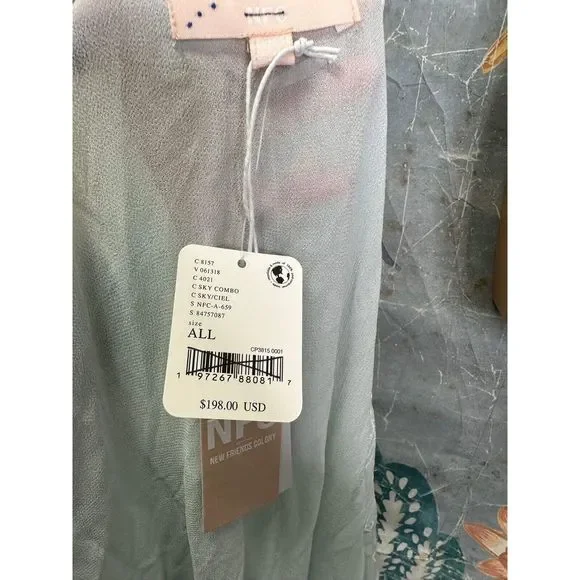 NFC
C 8157
V 061318
C 4021
C SKY COMBO
C SKY/CIEL
S NFC-A-659
S 84757087
size
ALL
CP3815 0001
1 97267 88081 7
$198.00 USD
NFC
NEW FRIENDS COLONY